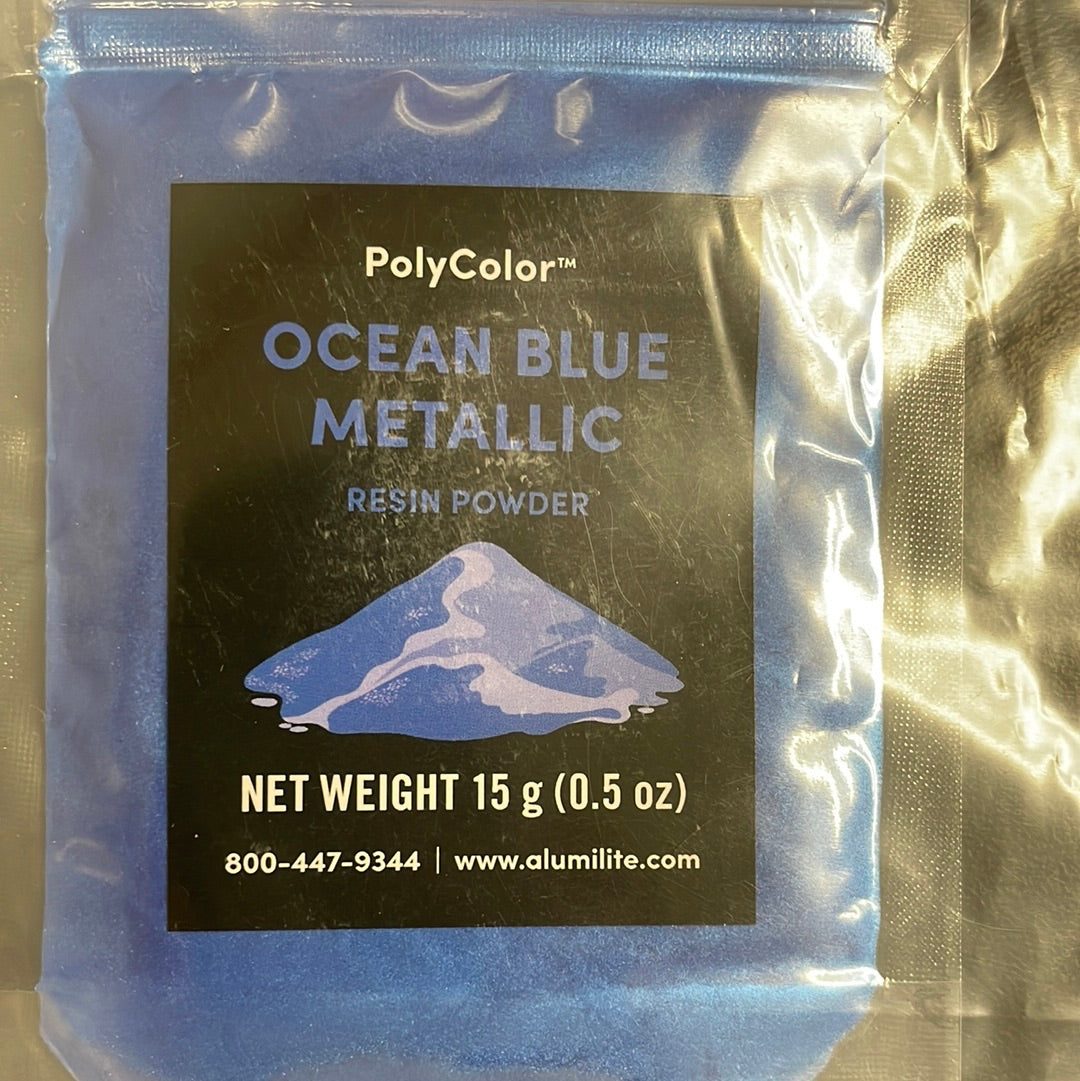 PolyColor™
OCEAN BLUE
METALLIC
RESIN POWDER
NET WEIGHT 15 g (0.5 oz)
800-447-9344 | www.alumilite.com